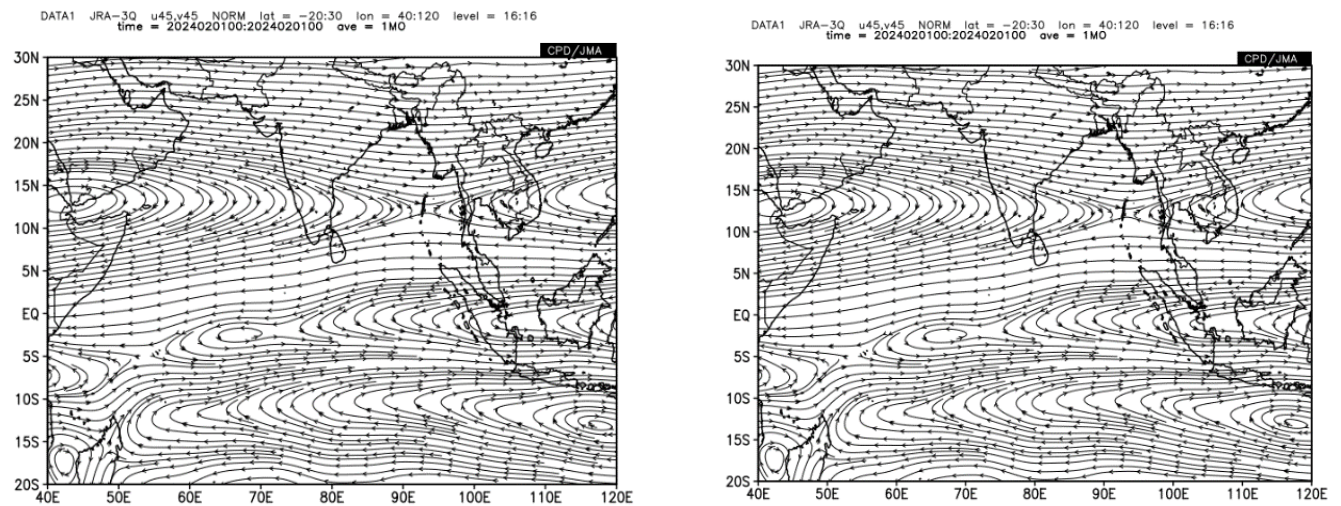 DATA1 JRA-3Q u45,v45 NORM lat = -20:30 lon = 40:120 level = 16:16
time = 2024020100:2024020100 ave = 1MO
CPD/JMA
30N
25N
20N
15N
10N
5N
EQ
5S
10S
15S
20S
40E 50E 60E 70E 80E 90E 100E 110E 120E
DATA1 JRA-3Q u45,v45 NORM lat = -20:30 lon = 40:120 level = 16:16
time = 2024020100:2024020100 ave = 1MO
CPD/JMA
30N
25N
20N
15N
10N
5N
EQ
5S
10S
15S
20S
40E 50E 60E 70E 80E 90E 100E 110E 120E